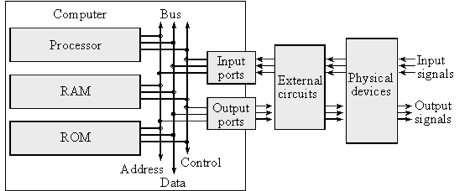 Computer
Bus
Processor
RAM
ROM
Address
Data
Control
Input
ports
Output
ports
External
circuits
Physical
devices
Input
signals
Output
signals